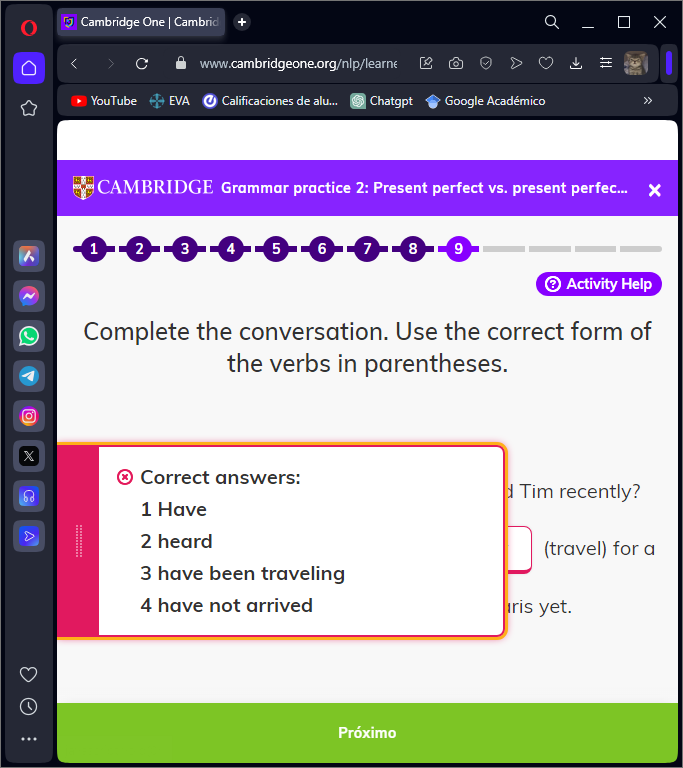 Cambridge One | Cambrid
www.cambridgeone.org/nlp/learne
YouTube EVA Calificaciones de alu... Chatgpt Google Académico »
CAMBRIDGE Grammar practice 2: Present perfect vs. present perfec... ×
1 2 3 4 5 6 7 8 9
Activity Help
Complete the conversation. Use the correct form of
the verbs in parentheses.
Correct answers:
1 Have
2 heard
3 have been traveling
4 have not arrived
Tim recently?
(travel) for a
yet.
Próximo